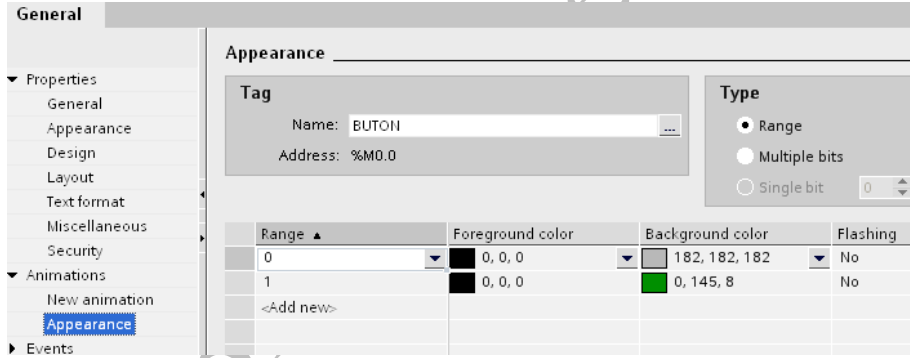 General
Properties
General
Appearance
Design
Layout
Text format
Miscellaneous
Security
Animations
New animation
Appearance
Events
Appearance
Tag
Name: BUTON ...
Address: %M0.0
Type
Range
Multiple bits
Single bit 0
Range Foreground color Background color Flashing
0 0, 0, 0 182, 182, 182 No
1 0, 0, 0 0, 145, 8 No
<Add new>